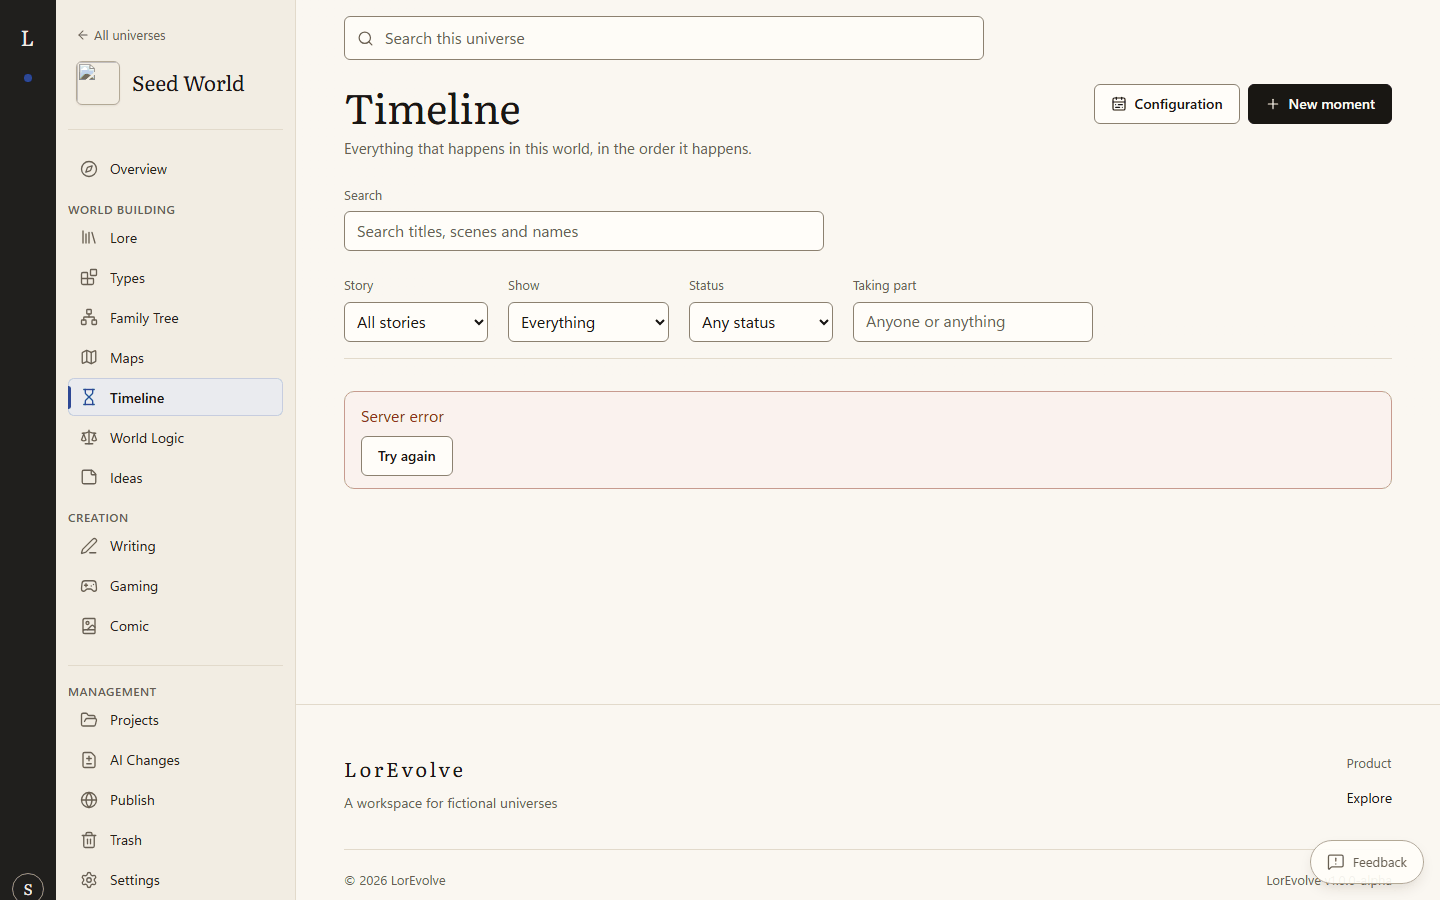 L
All universes
Seed World
Overview
WORLD BUILDING
Lore
Types
Family Tree
Maps
Timeline
World Logic
Ideas
CREATION
Writing
Gaming
Comic
MANAGEMENT
Projects
AI Changes
Publish
Trash
Settings
S
Search this universe
Timeline
Configuration
New moment
Everything that happens in this world, in the order it happens.
Search
Search titles, scenes and names
Story
Show
Status
Taking part
All stories
Everything
Any status
Anyone or anything
Server error
Try again
LorEvolve
A workspace for fictional universes
Product
Explore
© 2026 LorEvolve
LorEvolve
Feedback